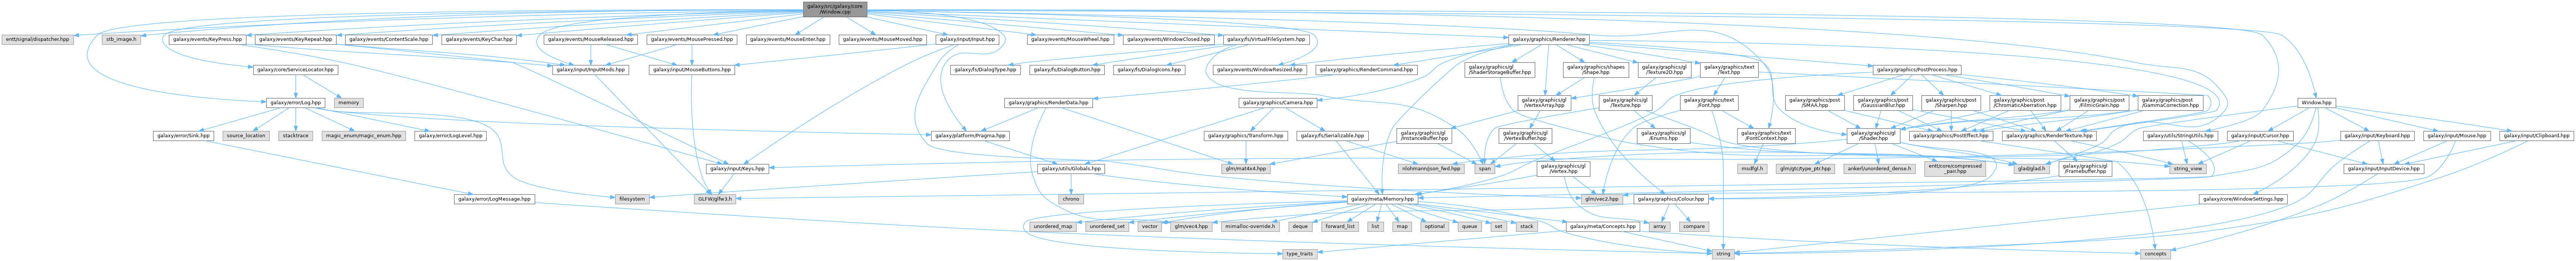 galaxy/src/galaxy/core
/Window.cpp
entt/signal/dispatcher.hpp
stb_image.h
galaxy/events/KeyPress.hpp
galaxy/events/KeyRepeat.hpp
galaxy/events/ContentScale.hpp
galaxy/events/KeyChar.hpp
galaxy/events/MouseReleased.hpp
galaxy/events/MousePressed.hpp
galaxy/events/MouseEnter.hpp
galaxy/events/MouseMoved.hpp
galaxy/input/Input.hpp
galaxy/events/MouseWheel.hpp
galaxy/events/WindowClosed.hpp
galaxy/fs/VirtualFileSystem.hpp
galaxy/graphics/Renderer.hpp
galaxy/core/ServiceLocator.hpp
galaxy/input/InputMods.hpp
galaxy/input/MouseButtons.hpp
galaxy/fs/DialogType.hpp
galaxy/fs/DialogButton.hpp
galaxy/fs/DialogIcons.hpp
galaxy/events/WindowResized.hpp
galaxy/graphics/RenderCommand.hpp
galaxy/graphics/gl
/ShaderStorageBuffer.hpp
galaxy/graphics/shapes
/Shape.hpp
galaxy/graphics/gl
/Texture2D.hpp
galaxy/graphics/text
/Text.hpp
galaxy/graphics/PostProcess.hpp
galaxy/error/Log.hpp
memory
galaxy/graphics/RenderData.hpp
galaxy/graphics/Camera.hpp
galaxy/graphics/gl
/VertexArray.hpp
galaxy/graphics/gl
/Texture.hpp
galaxy/graphics/text
/Font.hpp
galaxy/graphics/post
/SMAA.hpp
galaxy/graphics/post
/GaussianBlur.hpp
galaxy/graphics/post
/Sharpen.hpp
galaxy/graphics/post
/ChromaticAberration.hpp
galaxy/graphics/post
/FilmicGrain.hpp
galaxy/graphics/post
/GammaCorrection.hpp
Window.hpp
galaxy/error/Sink.hpp
source_location
stacktrace
magic_enum/magic_enum.hpp
galaxy/error/LogLevel.hpp
galaxy/platform/Pragma.hpp
galaxy/graphics/Transform.hpp
galaxy/fs/Serializable.hpp
galaxy/graphics/gl
/InstanceBuffer.hpp
galaxy/graphics/gl
/VertexBuffer.hpp
galaxy/graphics/gl
/Enums.hpp
galaxy/graphics/text
/FontContext.hpp
galaxy/graphics/gl
/Shader.hpp
galaxy/graphics/PostEffect.hpp
galaxy/graphics/RenderTexture.hpp
galaxy/utils/StringUtils.hpp
galaxy/input/Cursor.hpp
galaxy/input/Keyboard.hpp
galaxy/input/Mouse.hpp
galaxy/input/Clipboard.hpp
galaxy/input/Keys.hpp
galaxy/utils/Globals.hpp
glm/mat4x4.hpp
nlohmann/json_fwd.hpp
span
galaxy/graphics/gl
/Vertex.hpp
msdfgl.h
glm/gtc/type_ptr.hpp
ankerl/unordered_dense.h
entt/core/compressed
_pair.hpp
glad/glad.h
galaxy/graphics/gl
/Framebuffer.hpp
string_view
galaxy/input/InputDevice.hpp
galaxy/error/LogMessage.hpp
filesystem
GLFW/glfw3.h
chrono
galaxy/meta/Memory.hpp
glm/vec2.hpp
galaxy/graphics/Colour.hpp
galaxy/core/WindowSettings.hpp
unordered_map
unordered_set
vector
glm/vec4.hpp
mimalloc-override.h
deque
forward_list
list
map
optional
queue
set
stack
galaxy/meta/Concepts.hpp
array
compare
type_traits
string
concepts